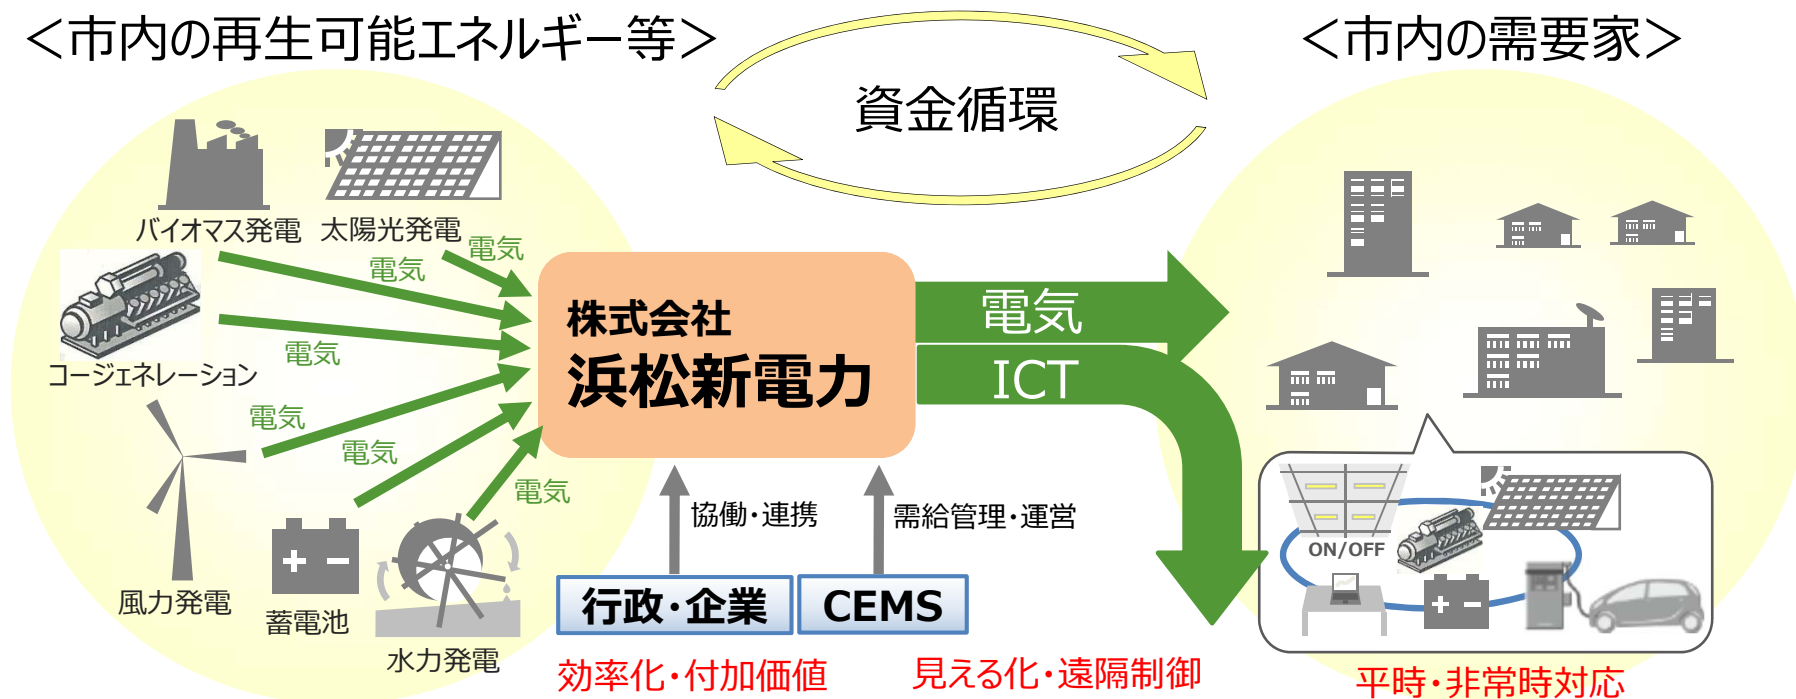 ＜市内の再生可能エネルギー等＞
資金循環
＜市内の需要家＞
バイオマス発電
太陽光発電
電気
電気
コージェネレーション
電気
電気
電気
電気
風力発電
蓄電池
水力発電
株式会社
浜松新電力
電気
ICT
協働・連携
需給管理・運営
行政・企業
CEMS
効率化・付加価値
見える化・遠隔制御
ON/OFF
平時・非常時対応